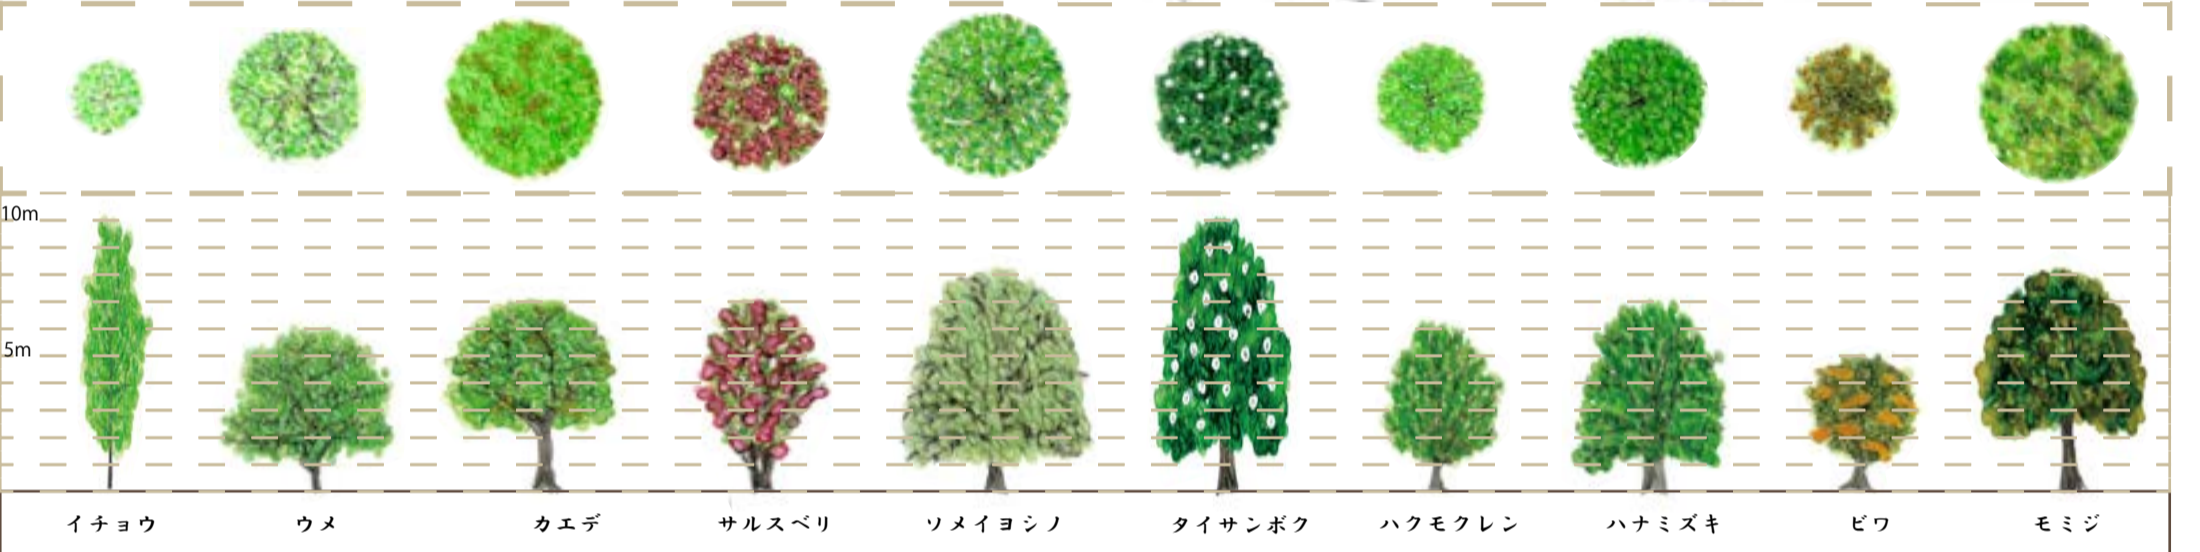 10m
5m
イチョウ
ウメ
カエデ
サルスベリ
ソメイヨシノ
タイサンボク
ハクモクレン
ハナミズキ
ビワ
モミジ